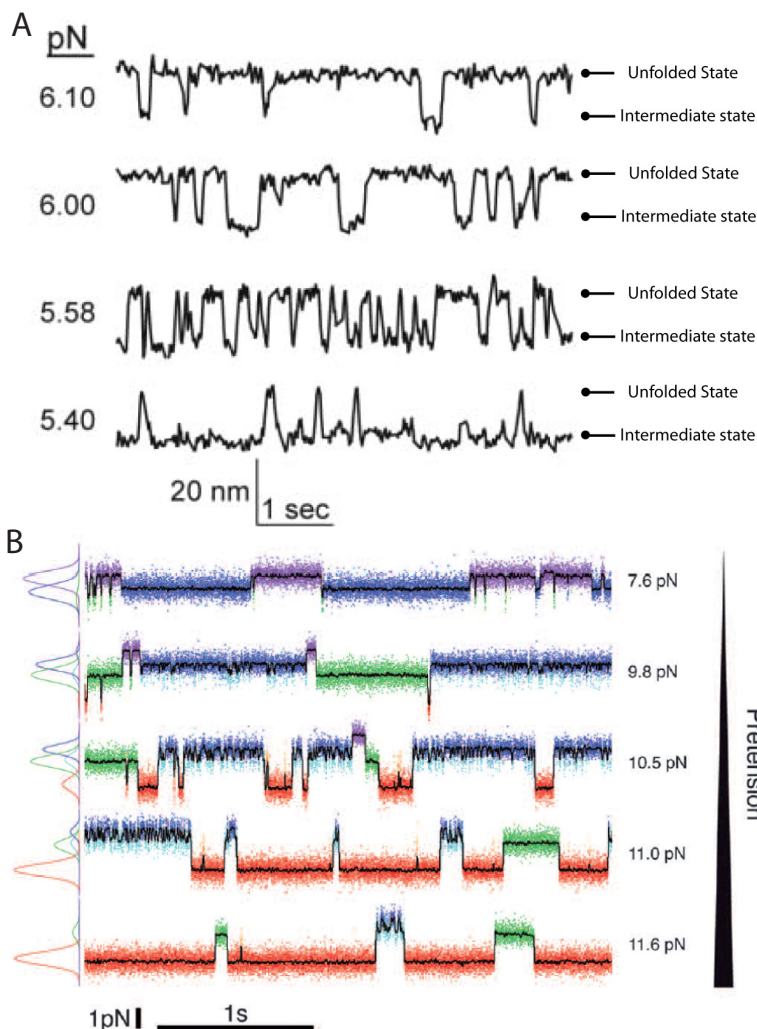 A
pN
6.10
Unfolded State
Intermediate state
6.00
Unfolded State
Intermediate state
5.58
Unfolded State
Intermediate state
5.40
Unfolded State
Intermediate state
20 nm
1 sec
B
7.6 pN
9.8 pN
10.5 pN
11.0 pN
11.6 pN
Pretension
1pN
1s